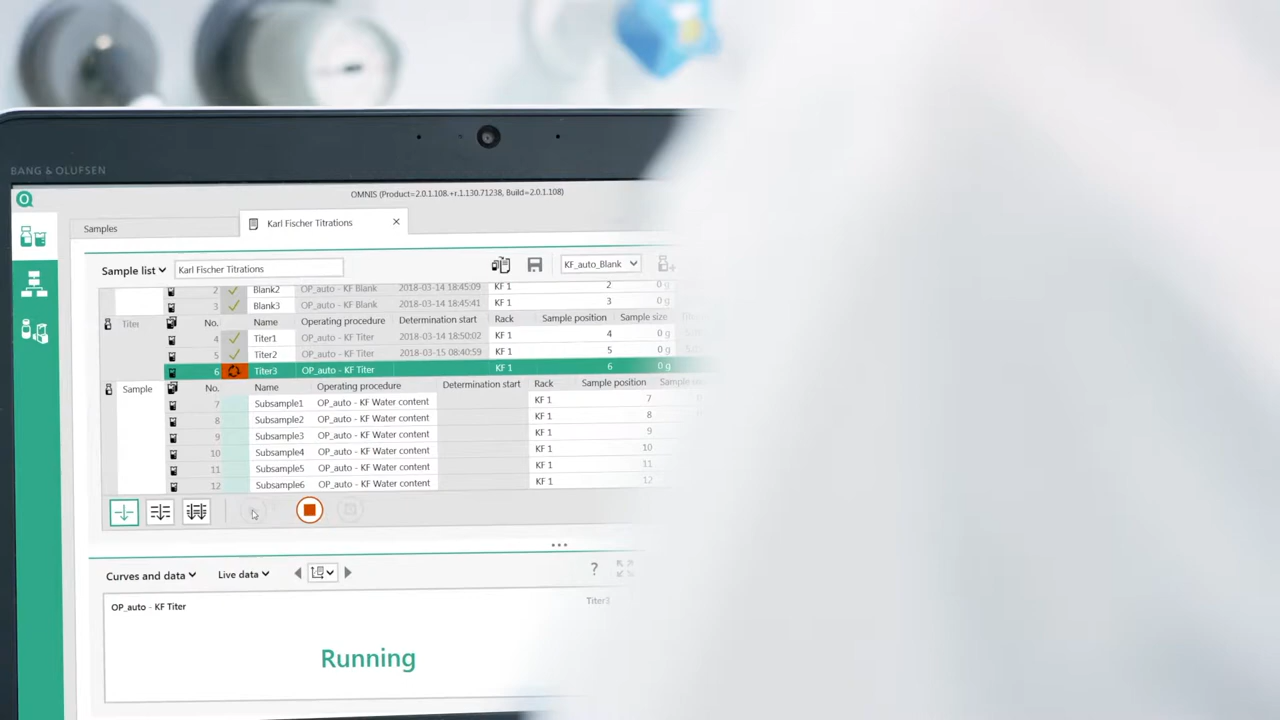 BANG & OLUFSEN
OMNIS (Product=2.0.1.108.+r.1.130.71238, Build=2.0.1.108)
Samples
Karl Fischer Titrations
Sample list Karl Fischer Titrations KF_auto_Blank
2 Blank2 OP_auto - KF Blank 2018-03-14 18:45:09 KF 1 2 0 g
3 Blank3 OP_auto - KF Blank 2018-03-14 18:45:41 KF 1 3 0 g
Titer No. Name Operating procedure Determination start Rack Sample position Sample size
4 Titer1 OP_auto - KF Titer 2018-03-14 18:50:02 KF 1 4 0 g
5 Titer2 OP_auto - KF Titer 2018-03-15 08:40:59 KF 1 5 0 g
6 Titer3 OP_auto - KF Titer KF 1 6 0 g
Sample No. Name Operating procedure Determination start Rack Sample position Sample
7 Subsample1 OP_auto - KF Water content KF 1 7
8 Subsample2 OP_auto - KF Water content KF 1 8
9 Subsample3 OP_auto - KF Water content KF 1 9
10 Subsample4 OP_auto - KF Water content KF 1 10
11 Subsample5 OP_auto - KF Water content KF 1 11
12 Subsample6 OP_auto - KF Water content KF 1 12
Curves and data Live data ?
OP_auto - KF Titer Titer3
Running